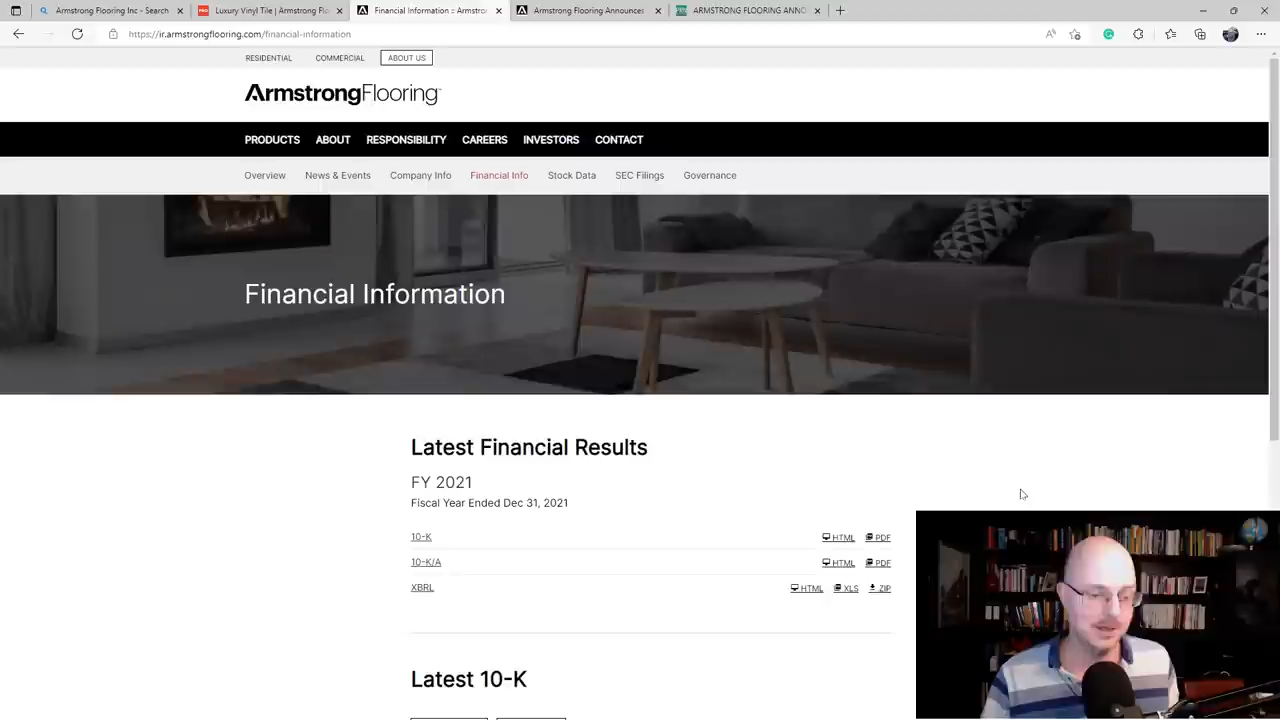 Armstrong Flooring Inc - Search
Luxury Vinyl Tile | Armstrong Flo
Financial Information :: Armstro
Armstrong Flooring Announces
ARMSTRONG FLOORING ANNO
https://ir.armstrongflooring.com/financial-information
RESIDENTIAL COMMERCIAL ABOUT US
ArmstrongFlooring
PRODUCTS ABOUT RESPONSIBILITY CAREERS INVESTORS CONTACT
Overview News & Events Company Info Financial Info Stock Data SEC Filings Governance
Financial Information
Latest Financial Results
FY 2021
Fiscal Year Ended Dec 31, 2021
10-K HTML PDF
10-K/A HTML PDF
XBRL HTML XLS ZIP
Latest 10-K